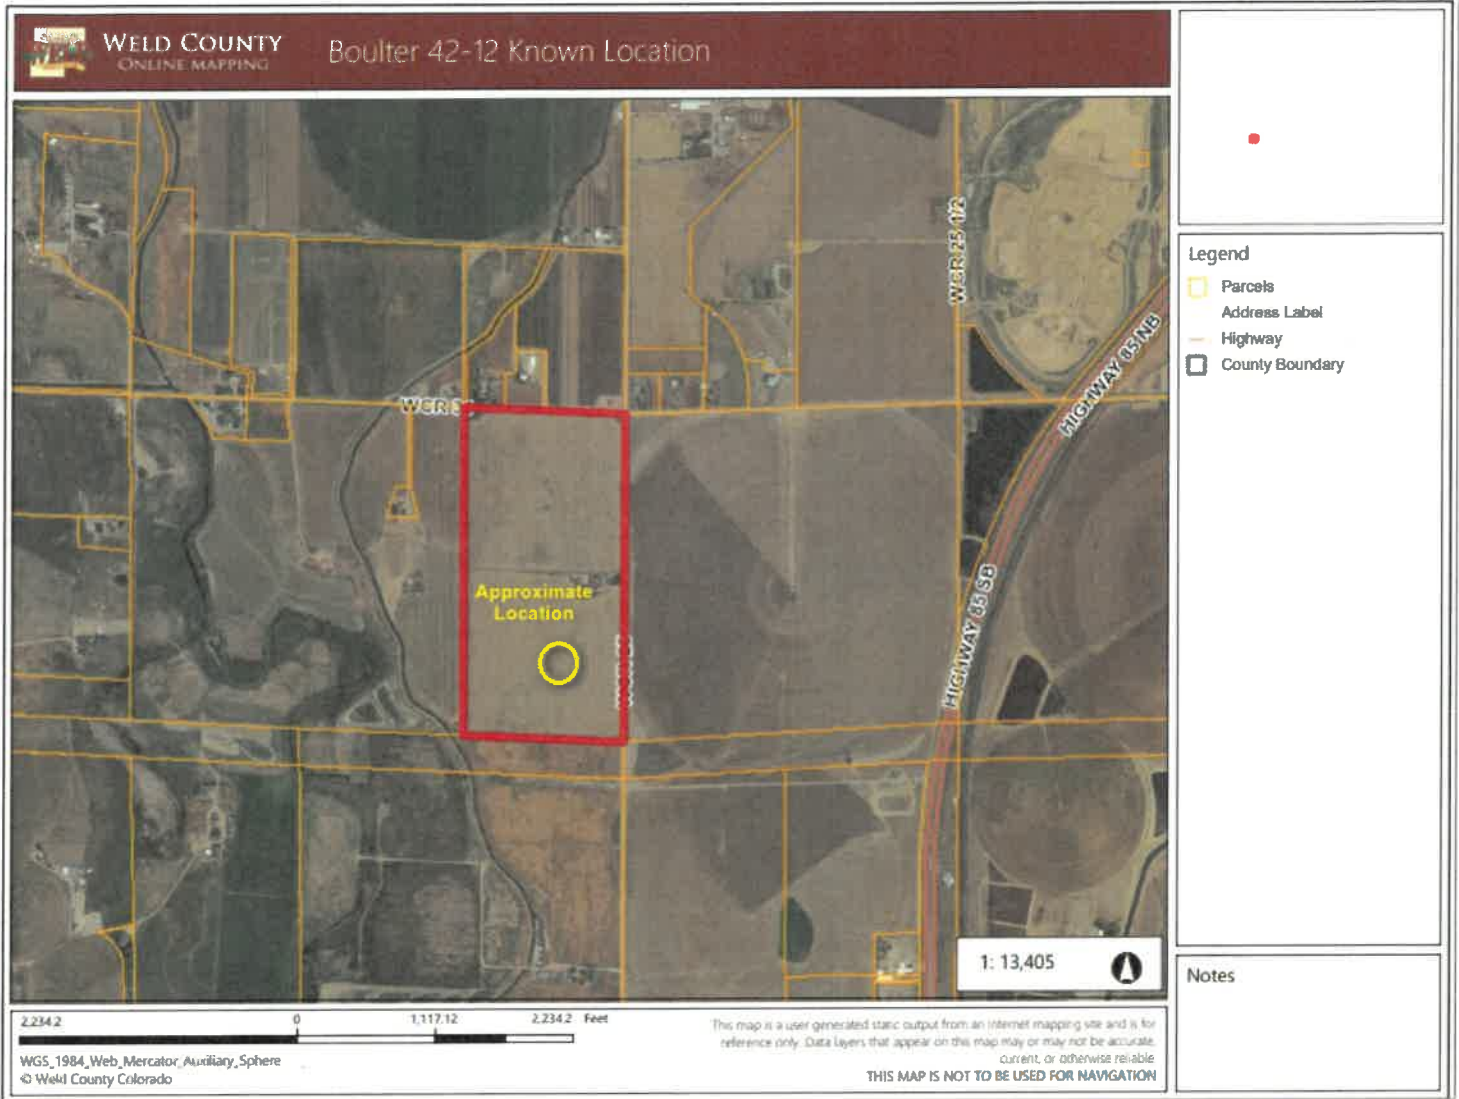 WELD COUNTY
ONLINE MAPPING
Boulter 42-12 Known Location
WCR 25 1/2
HIGHWAY 85 NB
WCR
HIGHWAY 85 SB
Approximate
Location
Legend
Parcels
Address Label
Highway
County Boundary
1: 13,405
Notes
2,234.2 0 1,117.12 2,234.2 Feet
WGS_1984_Web_Mercator_Auxiliary_Sphere
© Weld County Colorado
This map is a user generated static output from an Internet mapping site and is for
reference only. Data layers that appear on this map may or may not be accurate,
current, or otherwise reliable
THIS MAP IS NOT TO BE USED FOR NAVIGATION